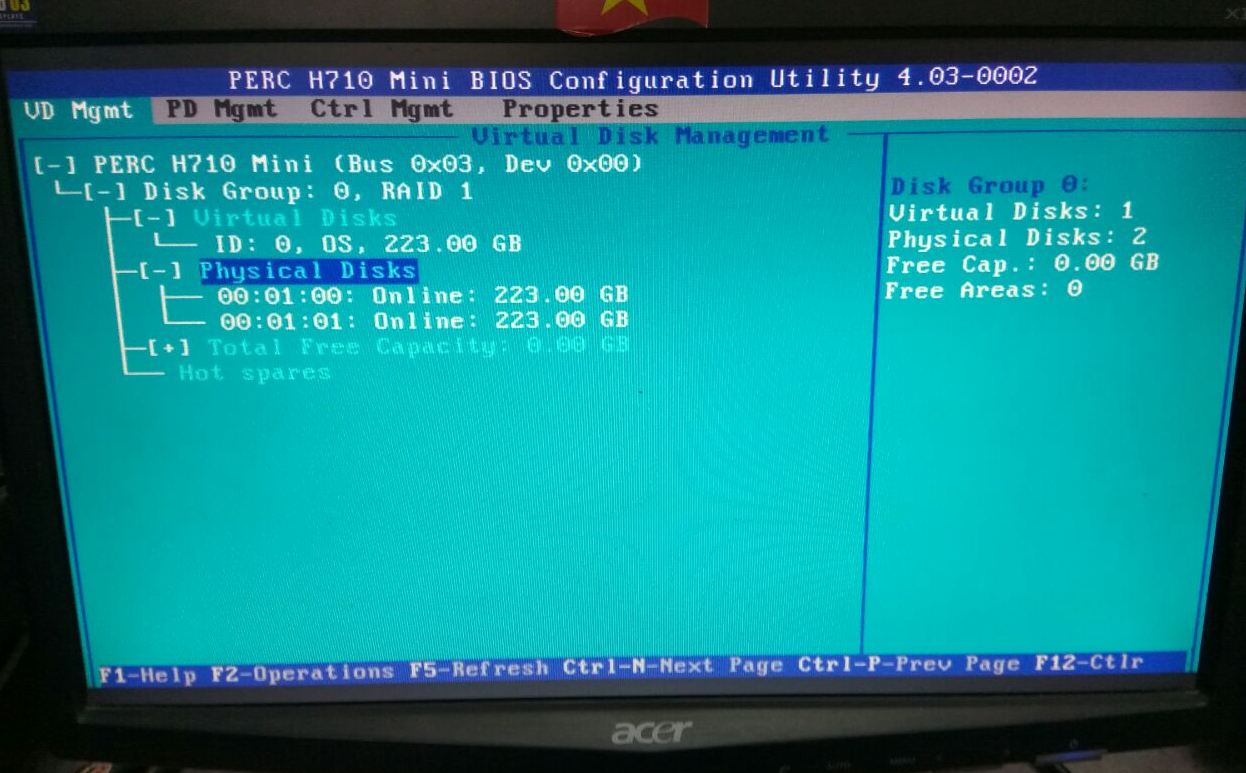 PERC H710 Mini BIOS Configuration Utility 4.03-0002
VD Mgmt PD Mgmt Ctrl Mgmt Properties
Virtual Disk Management
[-] PERC H710 Mini (Bus 0x03, Dev 0x00)
[-] Disk Group: 0, RAID 1
[-] Virtual Disks
ID: 0, OS, 223.00 GB
[-] Physical Disks
00:01:00: Online: 223.00 GB
00:01:01: Online: 223.00 GB
[+] Total Free Capacity: 0.00 GB
Hot spares
Disk Group 0:
Virtual Disks: 1
Physical Disks: 2
Free Cap.: 0.00 GB
Free Areas: 0
F1-Help F2-Operations F5-Refresh Ctrl-N-Next Page Ctrl-P-Prev Page F12-Ctlr
acer